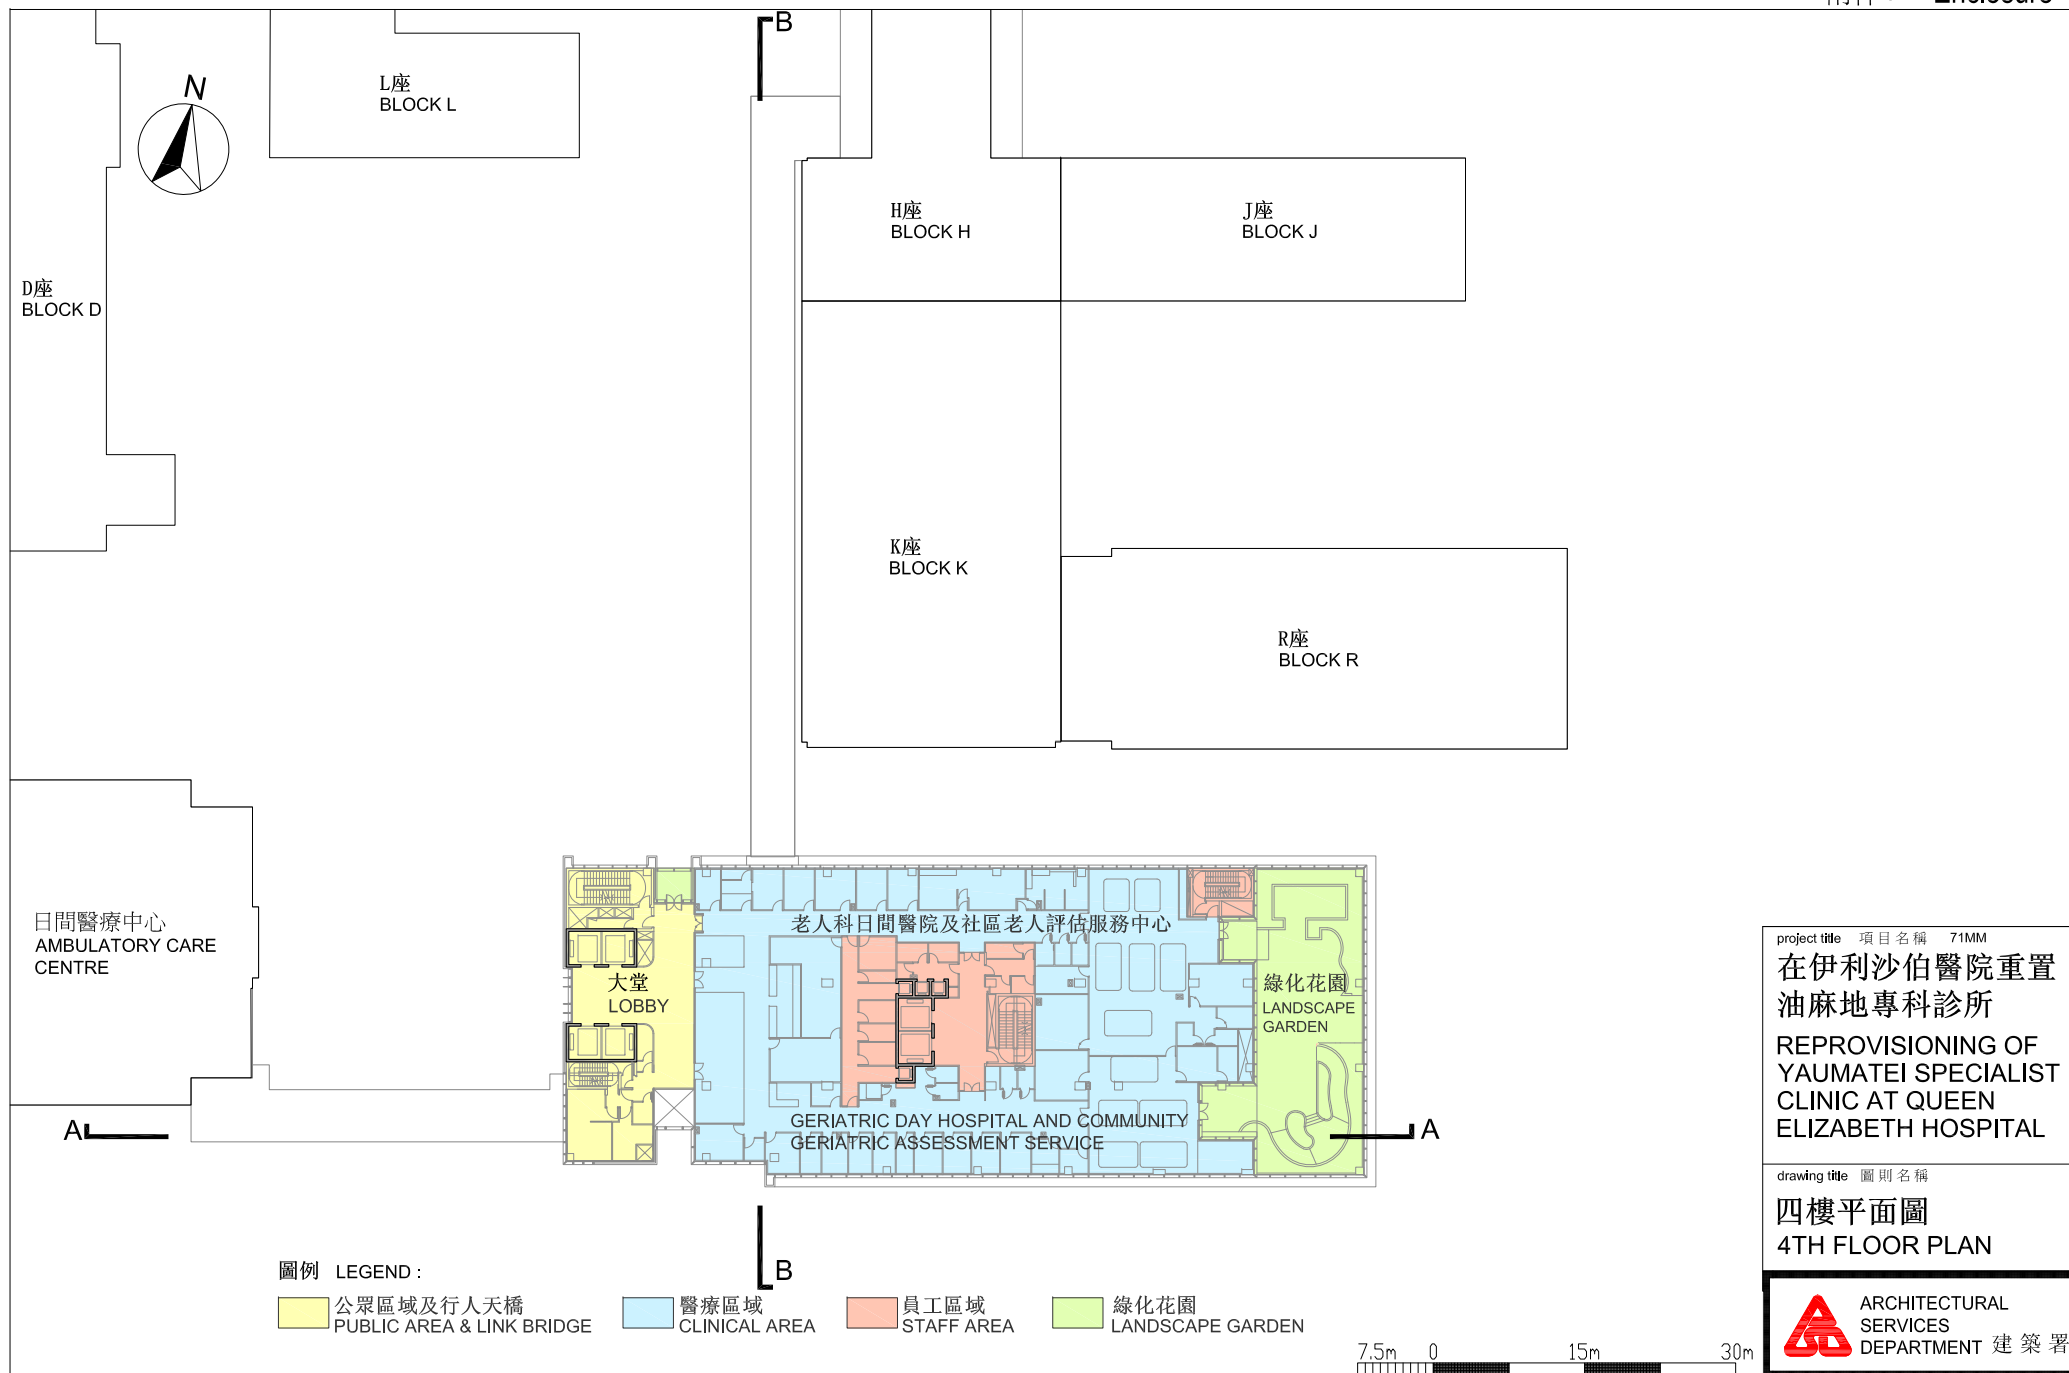 Enclosure
B
N
L座
BLOCK L
H座
BLOCK H
J座
BLOCK J
D座
BLOCK D
K座
BLOCK K
R座
BLOCK R
日間醫療中心
AMBULATORY CARE
CENTRE
老人科日間醫院及社區老人評估服務中心
大堂
LOBBY
綠化花園
LANDSCAPE
GARDEN
GERIATRIC DAY HOSPITAL AND COMMUNITY
GERIATRIC ASSESSMENT SERVICE
A
A
B
圖例 LEGEND :
公眾區域及行人天橋
PUBLIC AREA & LINK BRIDGE
醫療區域
CLINICAL AREA
員工區域
STAFF AREA
綠化花園
LANDSCAPE GARDEN
7.5m 0 15m 30m
project title 項目名稱 71MM
在伊利沙伯醫院重置
油麻地專科診所
REPROVISIONING OF
YAUMATEI SPECIALIST
CLINIC AT QUEEN
ELIZABETH HOSPITAL
drawing title 圖則名稱
四樓平面圖
4TH FLOOR PLAN
ARCHITECTURAL
SERVICES
DEPARTMENT 建築署